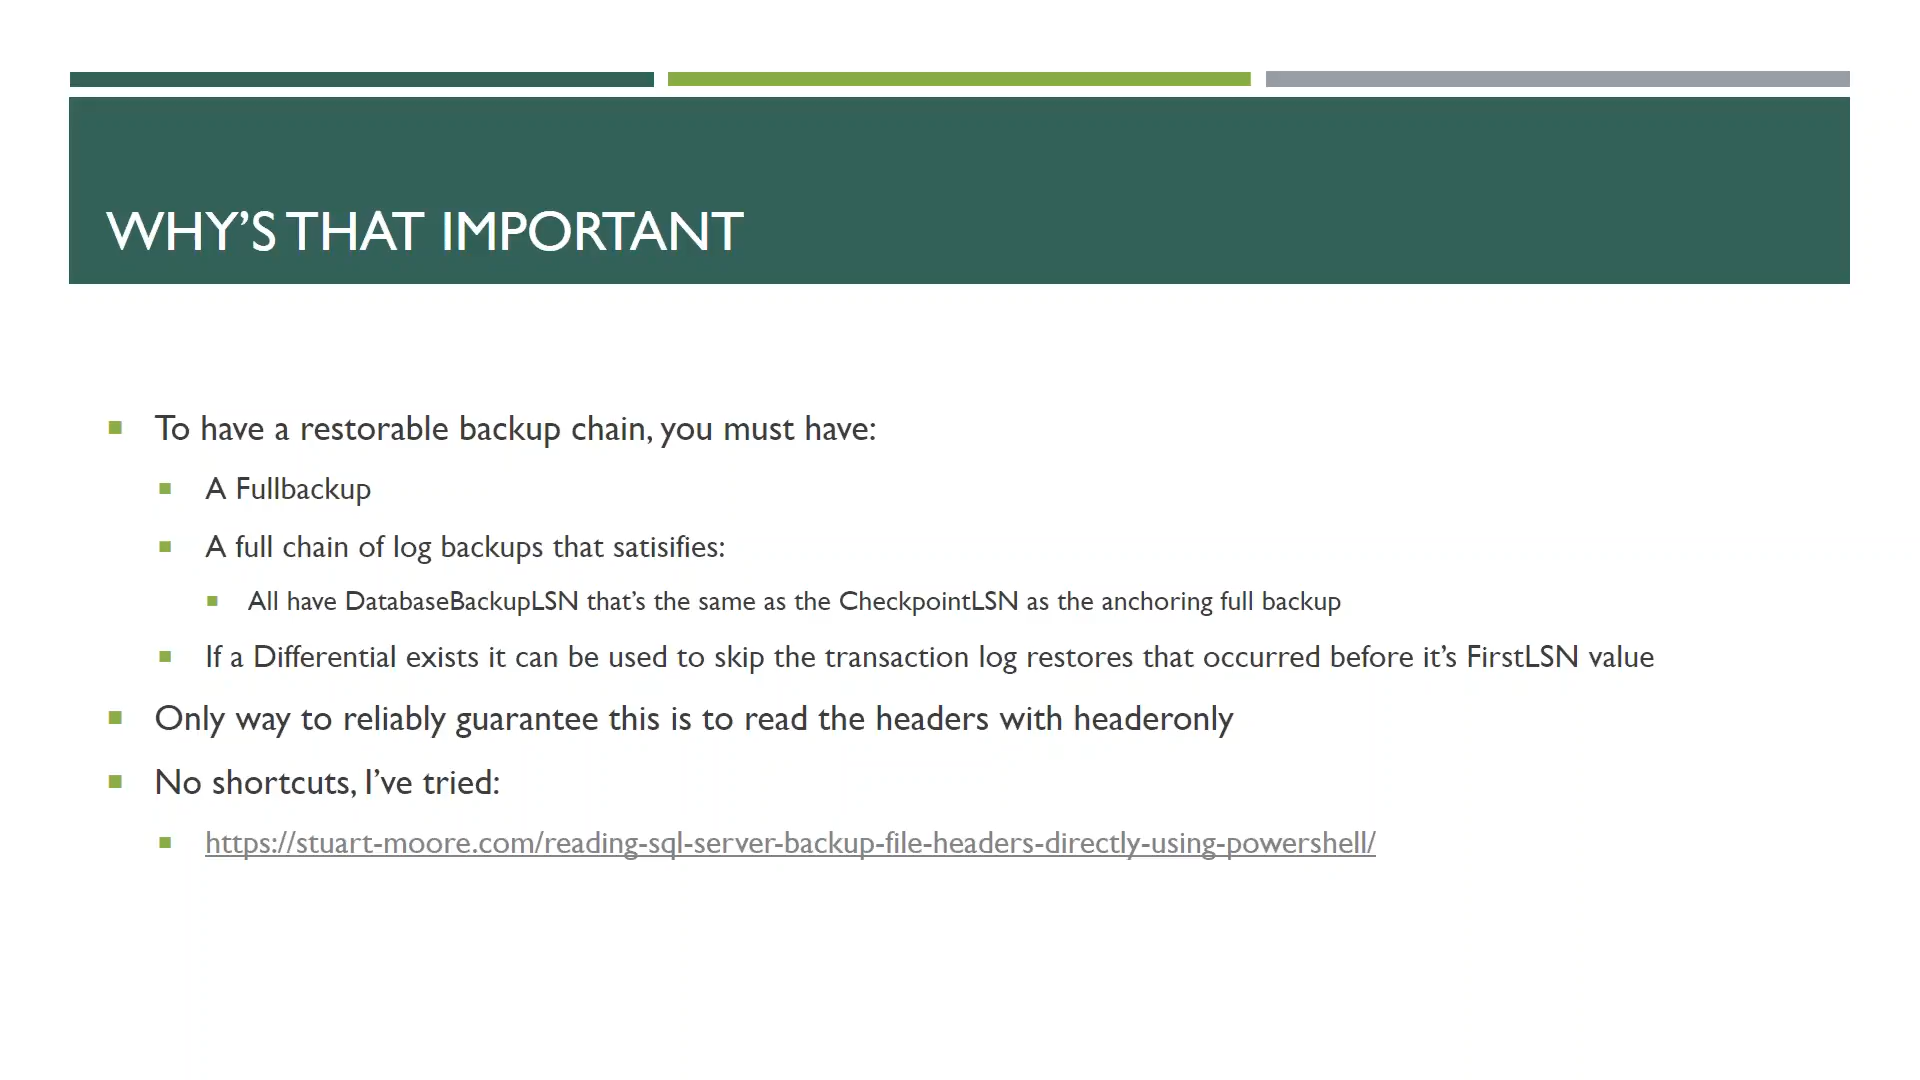 WHY’S THAT IMPORTANT
To have a restorable backup chain, you must have:
A Fullbackup
A full chain of log backups that satisifies:
All have DatabaseBackupLSN that’s the same as the CheckpointLSN as the anchoring full backup
If a Differential exists it can be used to skip the transaction log restores that occurred before it’s FirstLSN value
Only way to reliably guarantee this is to read the headers with headeronly
No shortcuts, I’ve tried:
https://stuart-moore.com/reading-sql-server-backup-file-headers-directly-using-powershell/